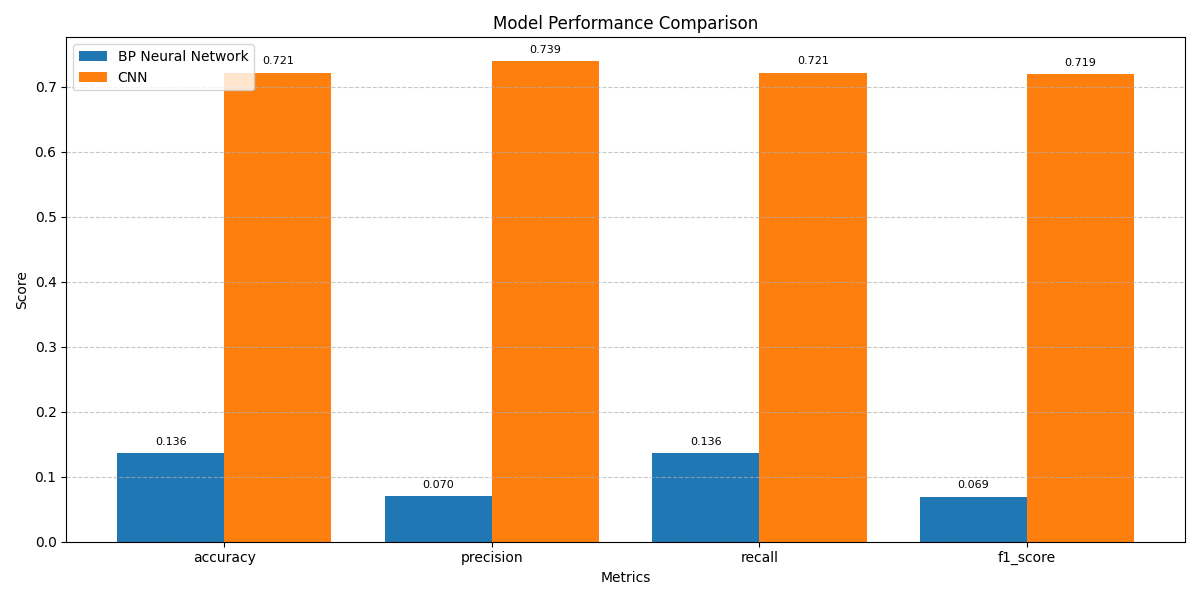 Model Performance Comparison
BP Neural Network
CNN
0.721
0.739
0.721
0.719
0.136
0.070
0.136
0.069
0.7
0.6
0.5
0.4
0.3
0.2
0.1
0.0
Score
accuracy precision recall f1_score
Metrics